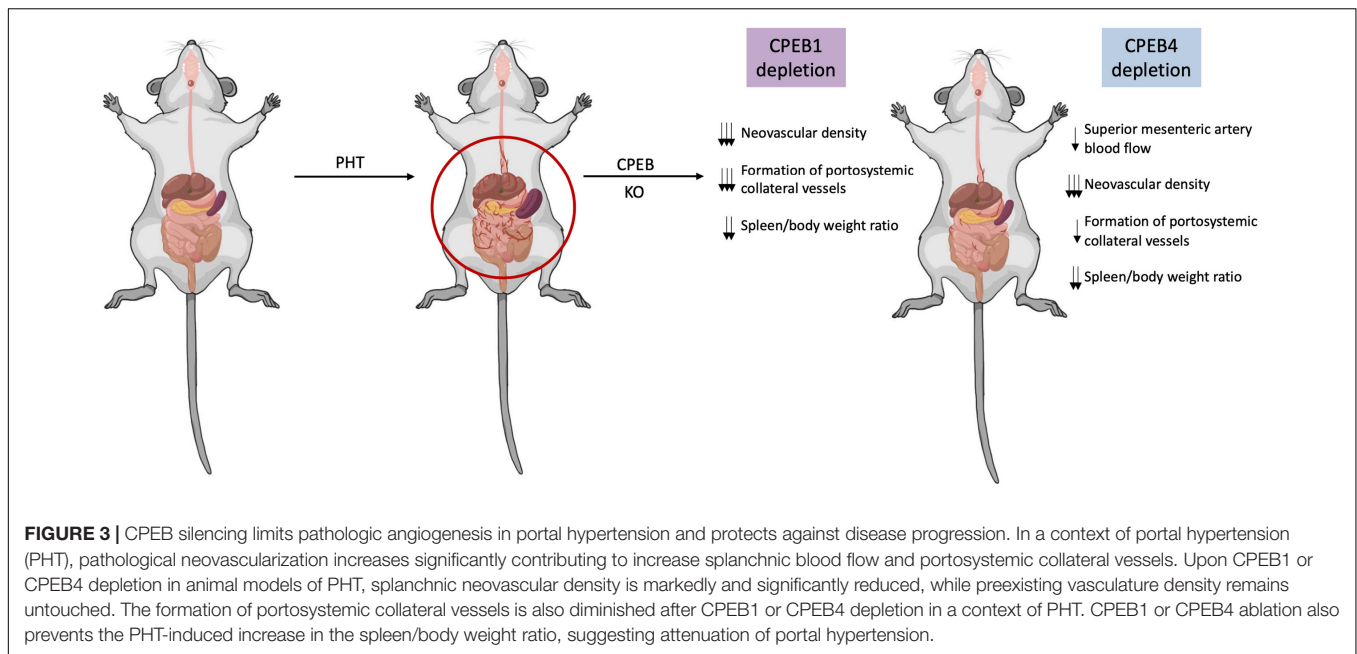 PHT
CPEB
KO
CPEB1
depletion
Neovascular density
Formation of portosystemic
collateral vessels
Spleen/body weight ratio
CPEB4
depletion
Superior mesenteric artery
blood flow
Neovascular density
Formation of portosystemic
collateral vessels
Spleen/body weight ratio
FIGURE 3 | CPEB silencing limits pathologic angiogenesis in portal hypertension and protects against disease progression. In a context of portal hypertension
(PHT), pathological neovascularization increases significantly contributing to increase splanchnic blood flow and portosystemic collateral vessels. Upon CPEB1 or
CPEB4 depletion in animal models of PHT, splanchnic neovascular density is markedly and significantly reduced, while preexisting vasculature density remains
untouched. The formation of portosystemic collateral vessels is also diminished after CPEB1 or CPEB4 depletion in a context of PHT. CPEB1 or CPEB4 ablation also
prevents the PHT-induced increase in the spleen/body weight ratio, suggesting attenuation of portal hypertension.